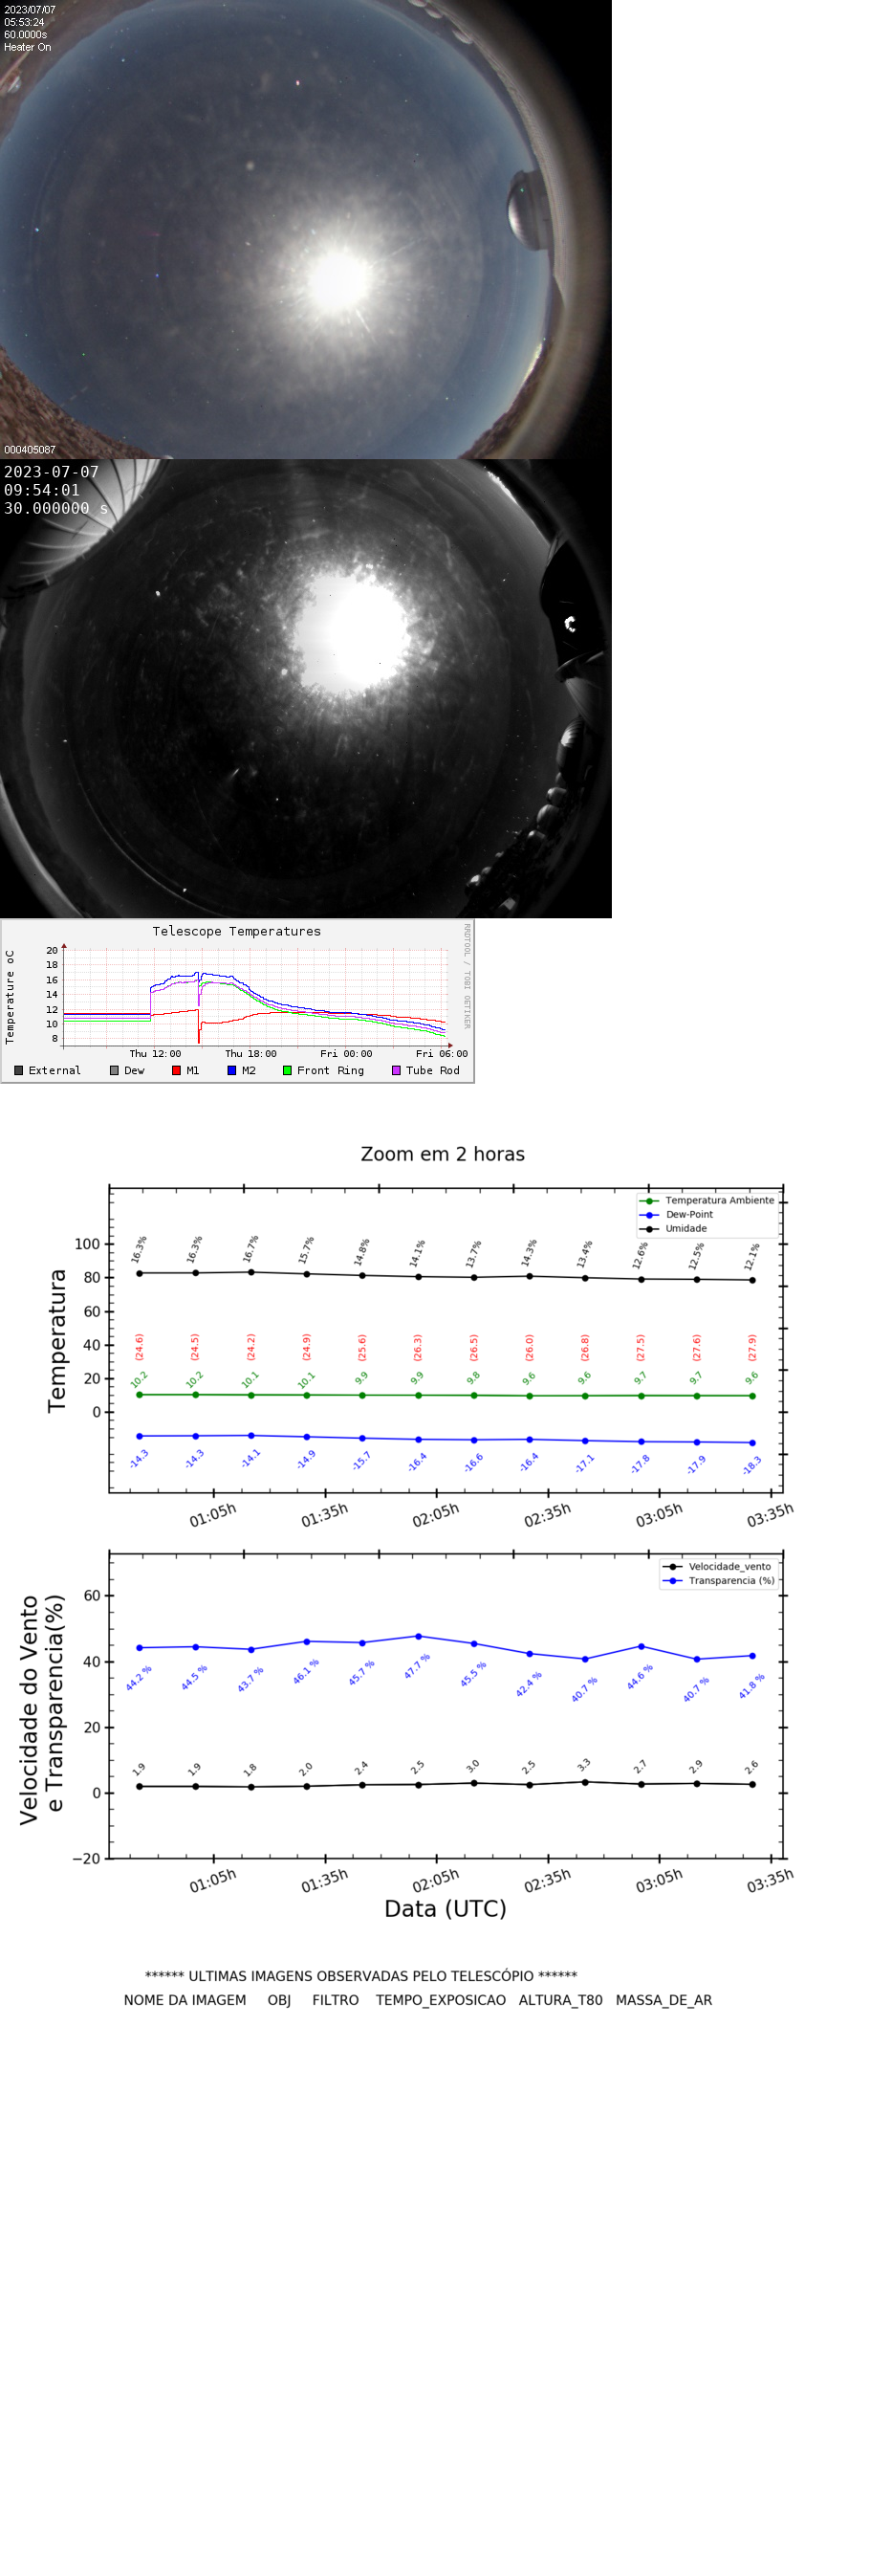 2023/07/07
05:53:24
60.0000s
Heater On
000405087
2023-07-07
09:54:01
30.000000 s
Telescope Temperatures
RRDTOOL / TOBI OETIKER
Temperature oC
20
18
16
14
12
10
8
Thu 12:00 Thu 18:00 Fri 00:00 Fri 06:00
External Dew M1 M2 Front Ring Tube Rod
Zoom em 2 horas
Temperatura Ambiente
Dew-Point
Umidade
Temperatura
100
80
60
40
20
0
16.3% 16.3% 16.7% 15.7% 14.8% 14.1% 13.7% 14.3% 13.4% 12.6% 12.5% 12.1%
(24.6) (24.5) (24.2) (24.9) (25.6) (26.3) (26.5) (26.0) (26.8) (27.5) (27.6) (27.9)
10.2 10.2 10.1 10.1 9.9 9.9 9.8 9.6 9.6 9.7 9.7 9.6
-14.3 -14.3 -14.1 -14.9 -15.7 -16.4 -16.6 -16.4 -17.1 -17.8 -17.9 -18.3
01:05h 01:35h 02:05h 02:35h 03:05h 03:35h
Velocidade_vento
Transparencia (%)
Velocidade do Vento
e Transparencia(%)
60
40
20
0
−20
44.2 % 44.5 % 43.7 % 46.1 % 45.7 % 47.7 % 45.5 % 42.4 % 40.7 % 44.6 % 40.7 % 41.8 %
1.9 1.9 1.8 2.0 2.4 2.5 3.0 2.5 3.3 2.7 2.9 2.6
01:05h 01:35h 02:05h 02:35h 03:05h 03:35h
Data (UTC)
****** ULTIMAS IMAGENS OBSERVADAS PELO TELESCÓPIO ******
NOME DA IMAGEM OBJ FILTRO TEMPO_EXPOSICAO ALTURA_T80 MASSA_DE_AR